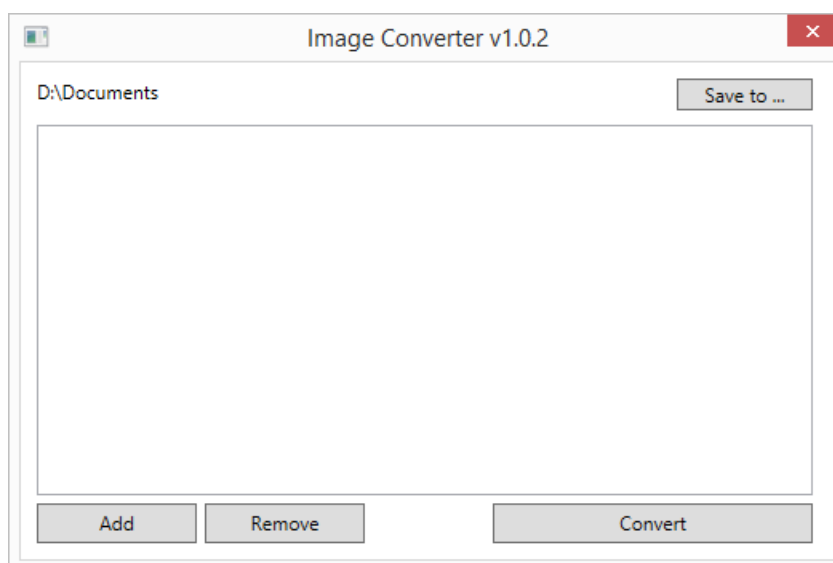 Image Converter v1.0.2
D:\Documents
Save to ...
Add
Remove
Convert